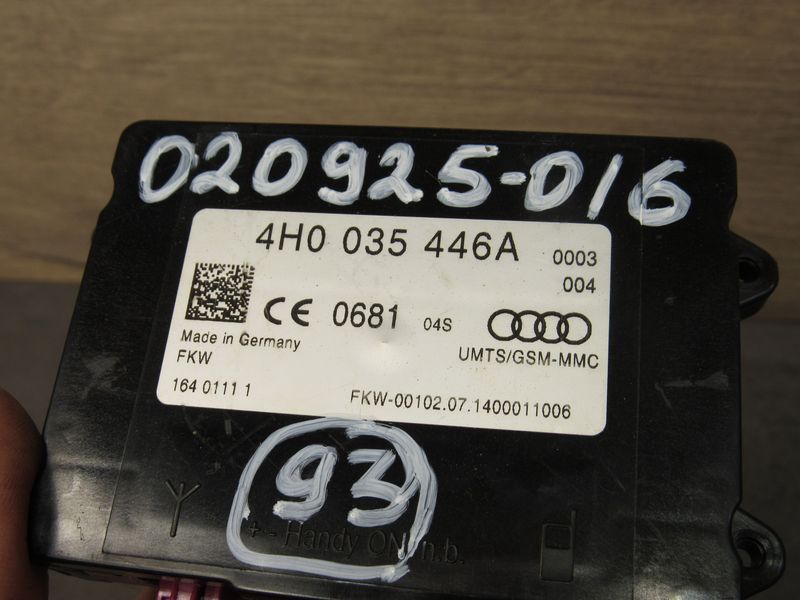 020925-016
4H0 035 446A 0003
004
CE 0681 04S
Made in Germany
UMTS/GSM-MMC
FKW
164 0111 1
FKW-00102.07.1400011006
93
+ - Handy ON n.b.